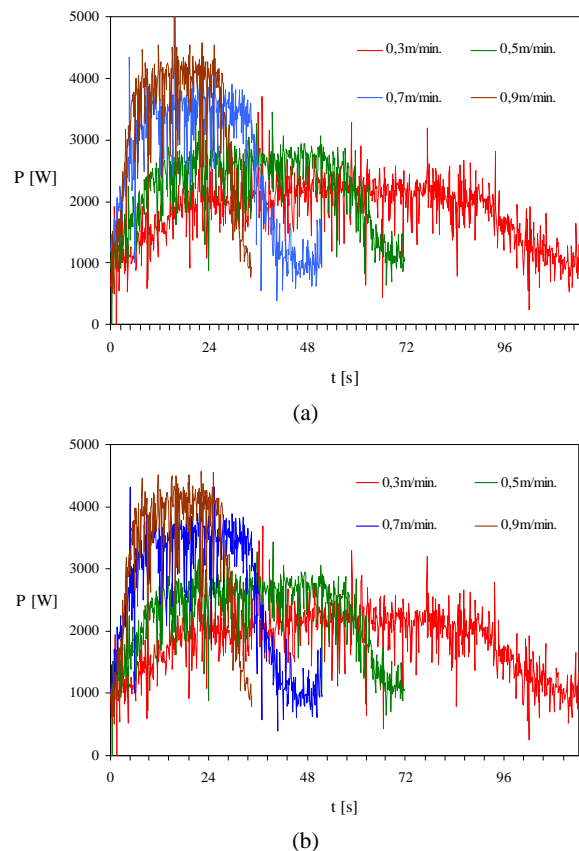 5000
0,3m/min.
0,5m/min.
4000
0,7m/min.
0,9m/min.
3000
P [W]
2000
1000
0
0
24
48
72
96
t [s]
(a)
5000
0,3m/min.
0,5m/min.
4000
0,7m/min.
0,9m/min.
3000
P [W]
2000
1000
0
0
24
48
72
96
t [s]
(b)